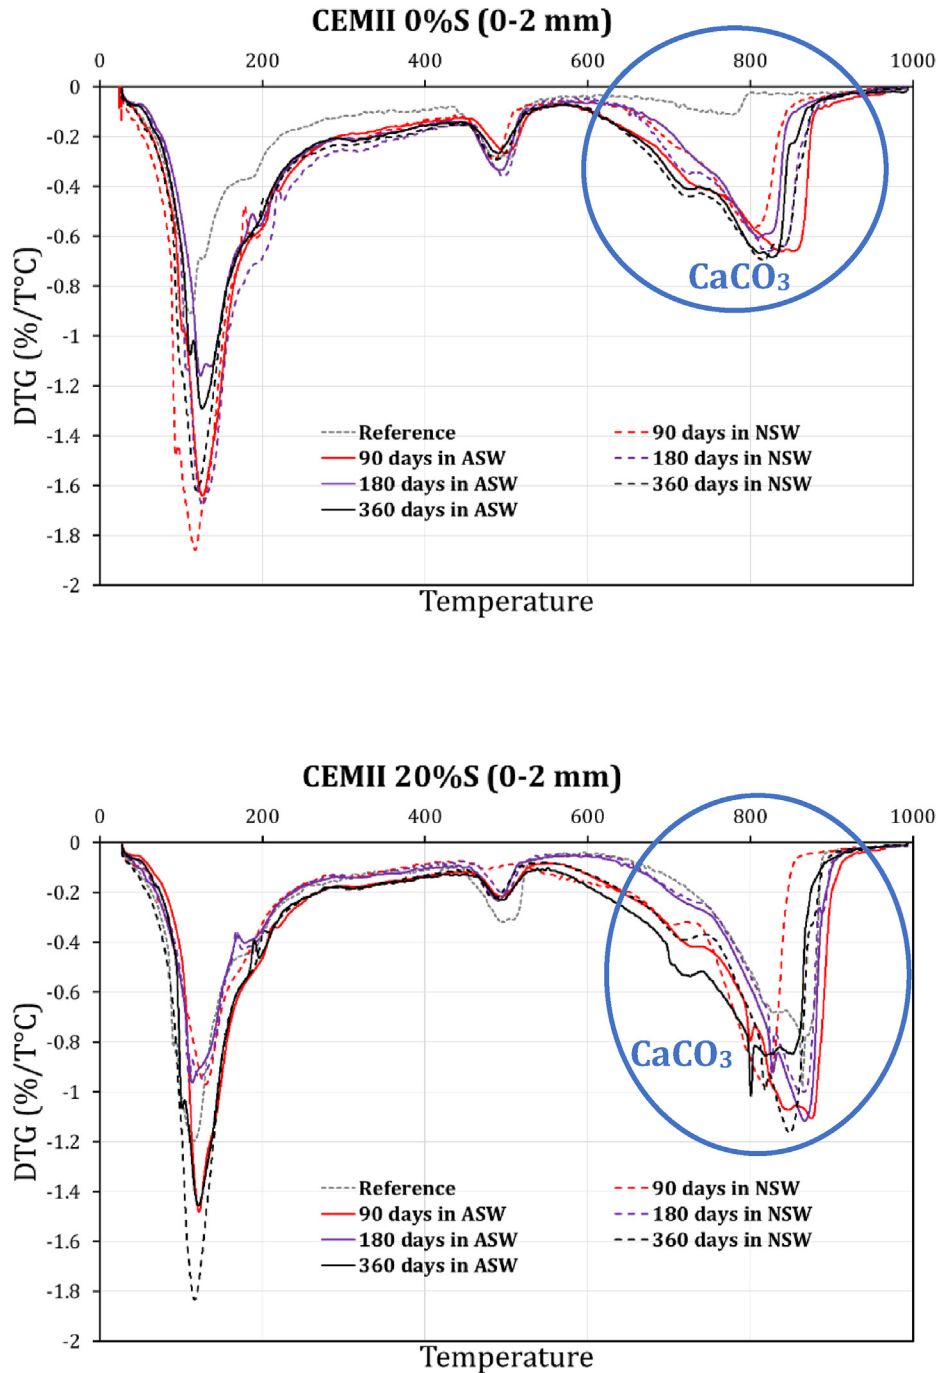 CEMII 0%S (0-2 mm)
0 200 400 600 800 1000
0
-0.2
-0.4
-0.6
-0.8
-1
-1.2
-1.4
-1.6
-1.8
-2
DTG (%/T°C)
CaCO₃
Reference
90 days in NSW
90 days in ASW
180 days in NSW
180 days in ASW
360 days in NSW
360 days in ASW
Temperature
CEMII 20%S (0-2 mm)
0 200 400 600 800 1000
0
-0.2
-0.4
-0.6
-0.8
-1
-1.2
-1.4
-1.6
-1.8
-2
DTG (%/T°C)
CaCO₃
Reference
90 days in NSW
90 days in ASW
180 days in NSW
180 days in ASW
360 days in NSW
360 days in ASW
Temperature